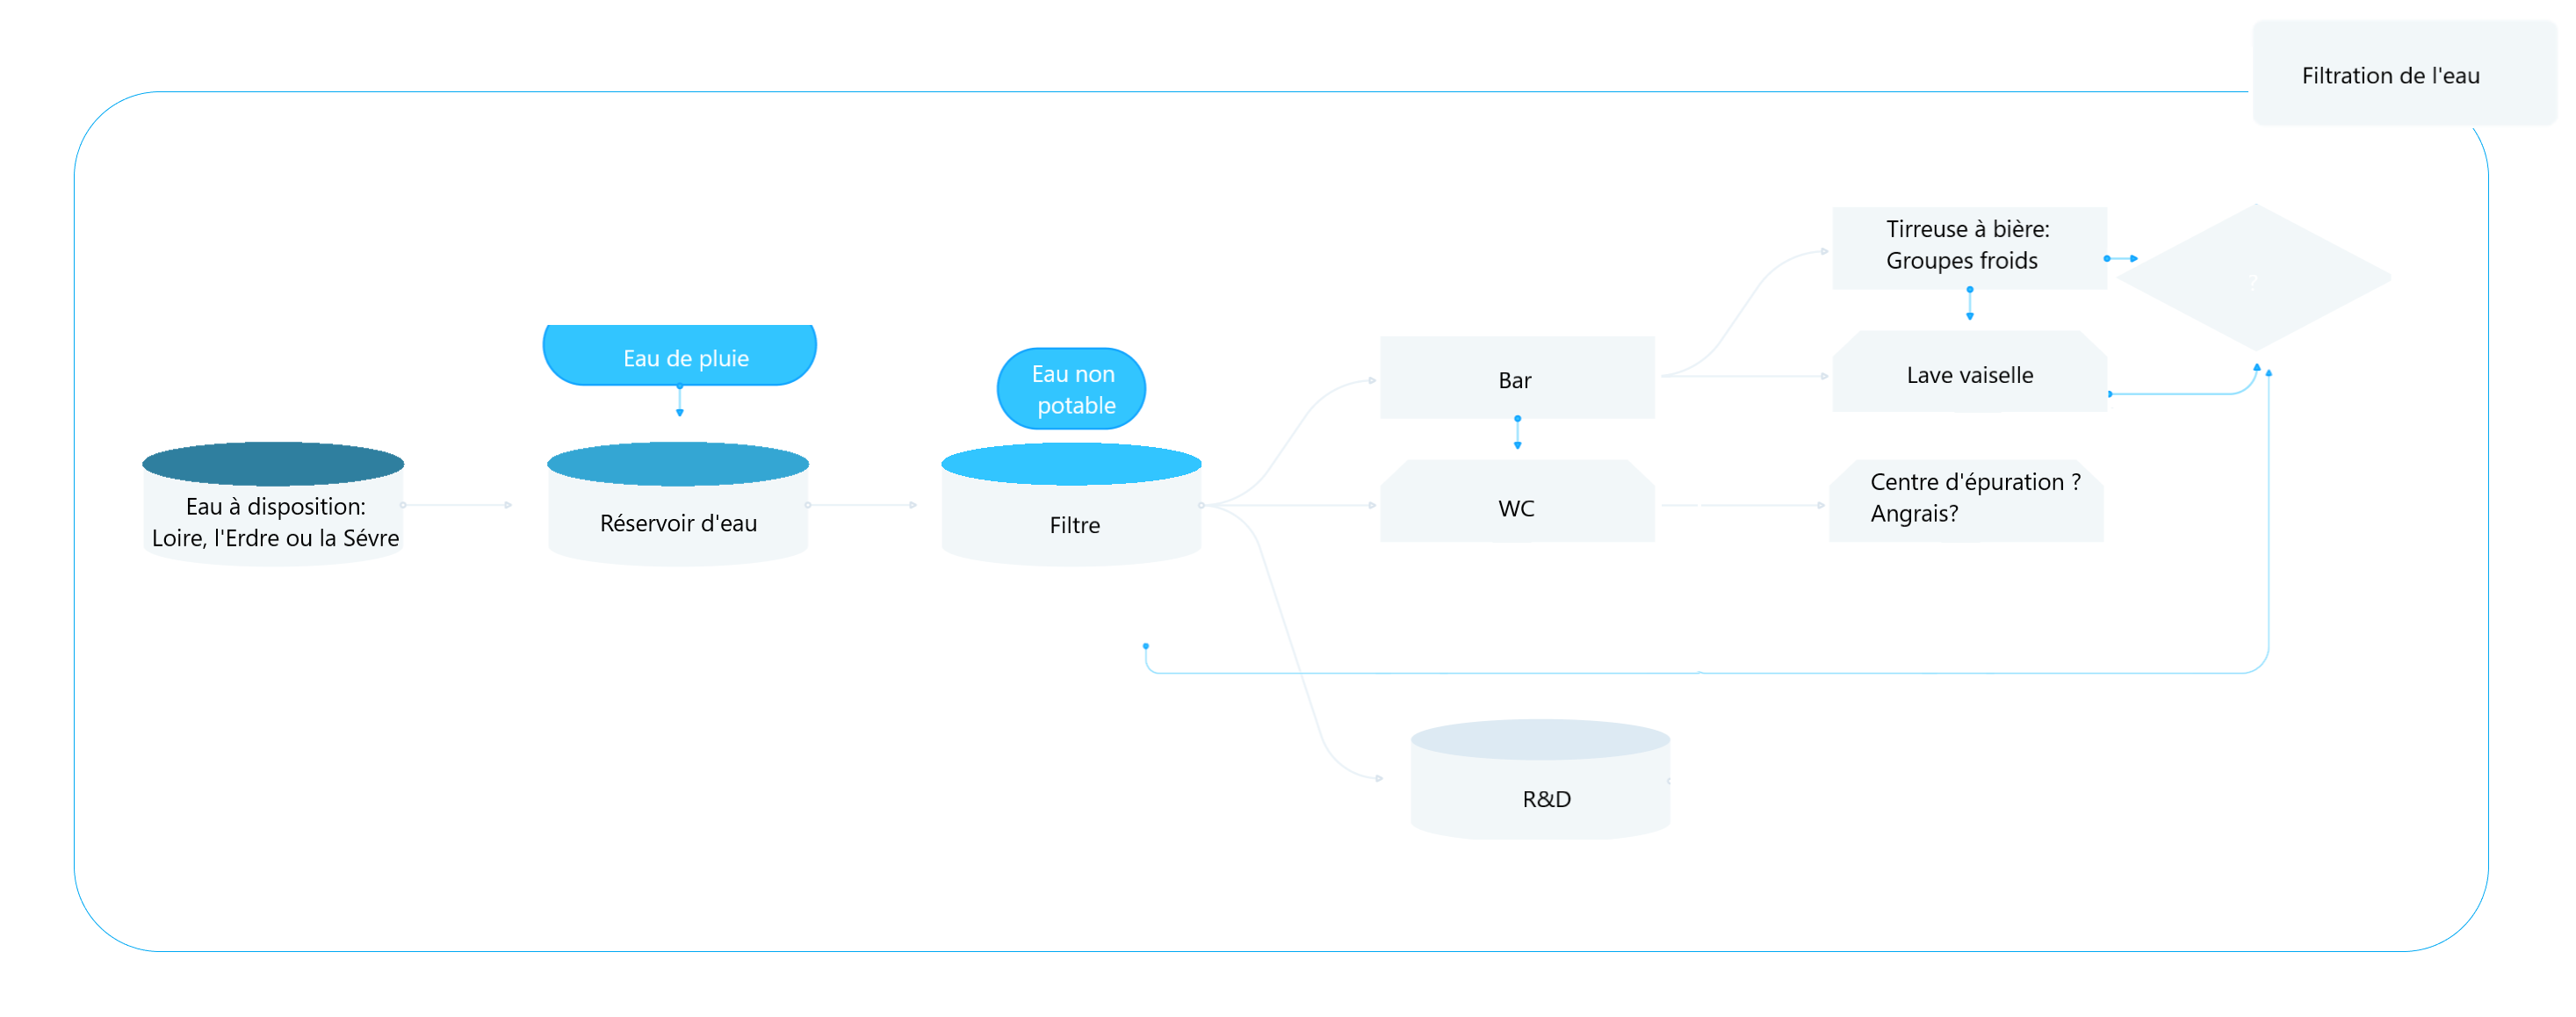 Filtration de l'eau
Tirreuse à bière:
Groupes froids
?
Eau de pluie
Eau non
potable
Bar
Lave vaiselle
Eau à disposition:
Loire, l'Erdre ou la Sévre
Réservoir d'eau
Filtre
WC
Centre d'épuration ?
Angrais?
R&D